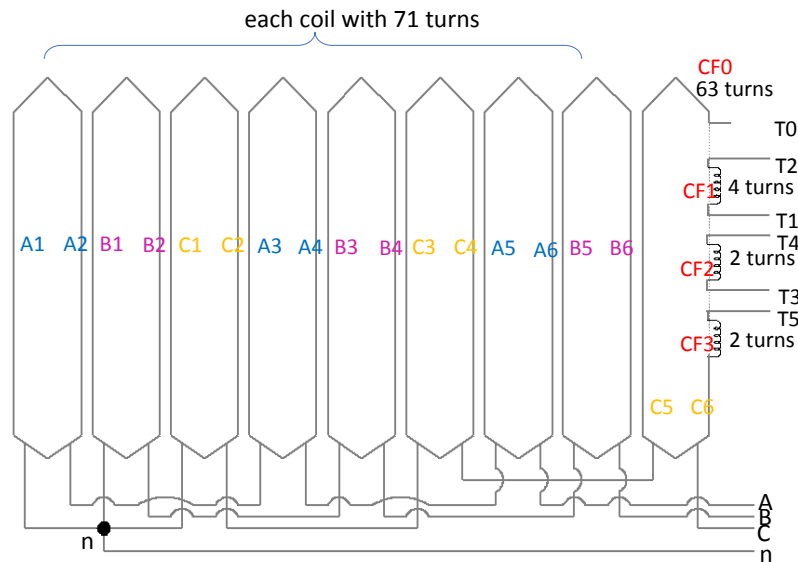 each coil with 71 turns
CF0
63 turns
T0
T2
CF1 4 turns
T1
A1 A2 B1 B2 C1 C2 A3 A4 B3 B4 C3 C4 A5 A6 B5 B6
T4
CF2 2 turns
T3
T5
CF3 2 turns
C5 C6
A
B
C
n
n